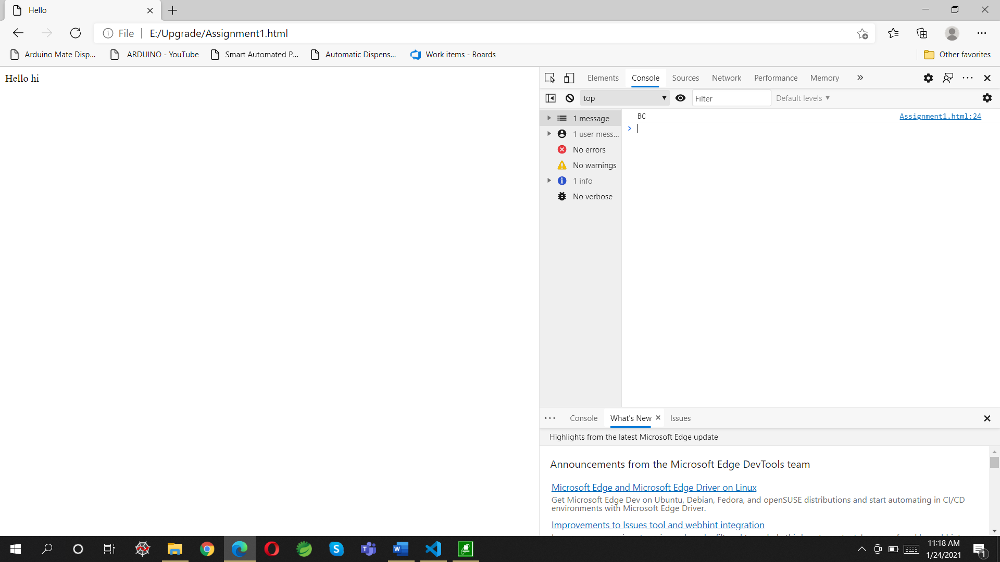 Hello
File
E:/Upgrade/Assignment1.html
Arduino Mate Disp...
ARDUINO - YouTube
Smart Automated P...
Automatic Dispens...
Work items - Boards
Other favorites
Hello hi
Elements Console Sources Network Performance Memory
top
Filter
Default levels
1 message
1 user mess...
No errors
No warnings
1 info
No verbose
BC
Assignment1.html:24
Console What's New Issues
Highlights from the latest Microsoft Edge update
Announcements from the Microsoft Edge DevTools team
Microsoft Edge and Microsoft Edge Driver on Linux
Get Microsoft Edge Dev on Ubuntu, Debian, Fedora, and openSUSE distributions and start automating in CI/CD
environments with Microsoft Edge Driver.
Improvements to Issues tool and webhint integration
11:18 AM
1/24/2021
1